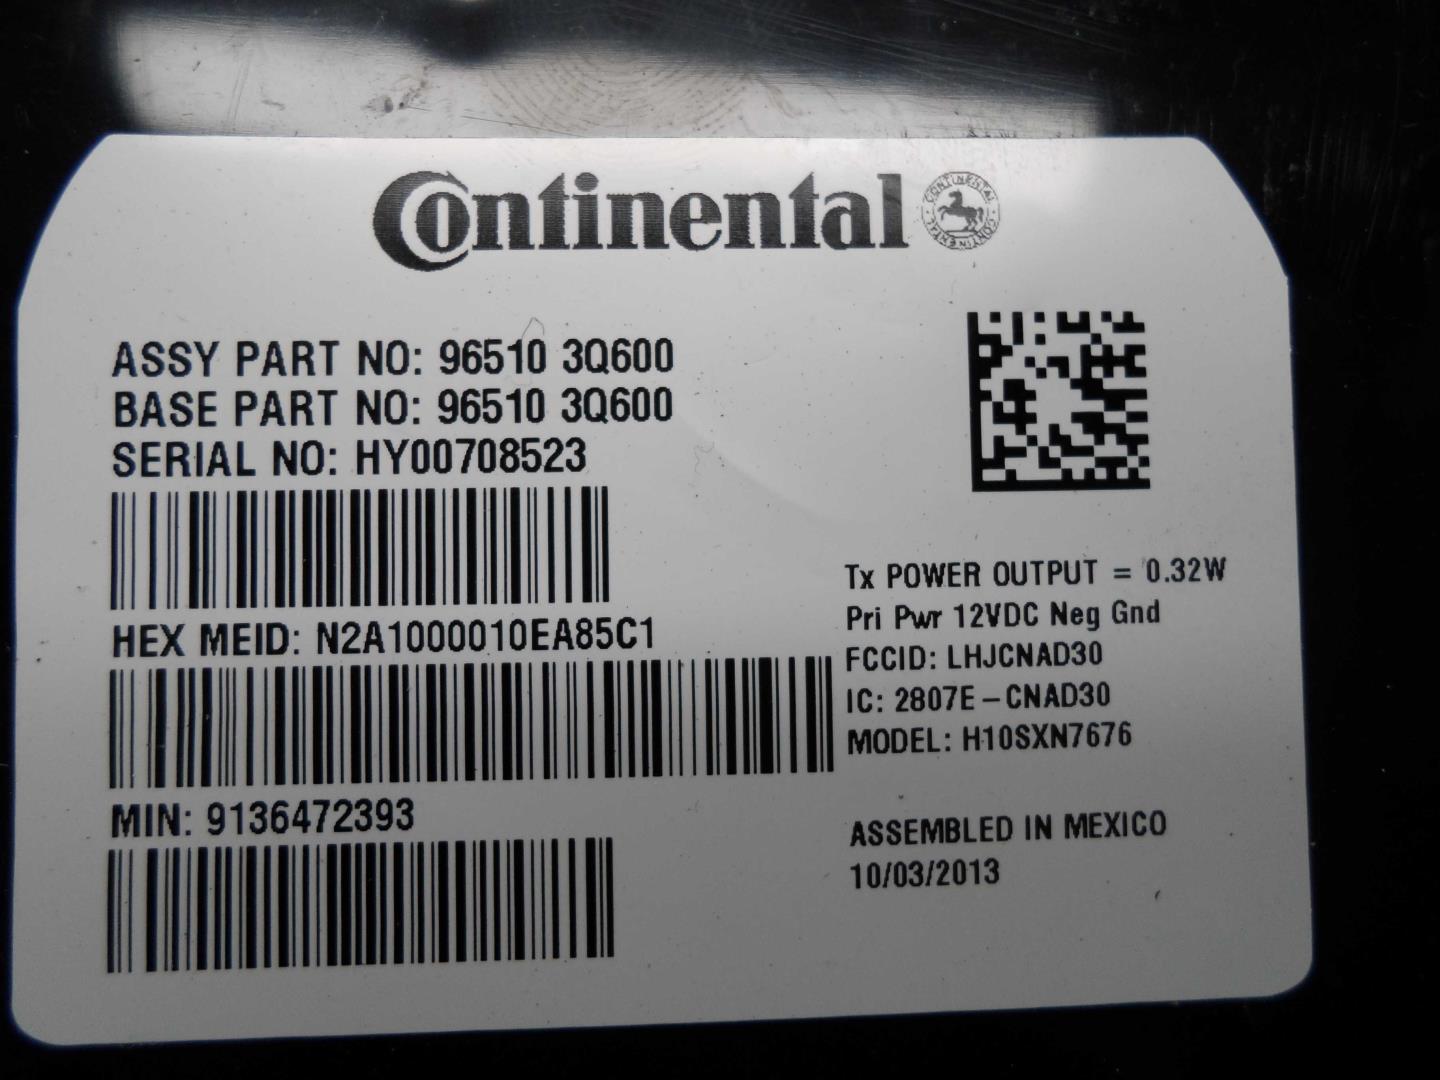 Continental
CONTINENTAL · CONTINENTAL ·
ASSY PART NO: 96510 3Q600
BASE PART NO: 96510 3Q600
SERIAL NO: HY00708523
HEX MEID: N2A1000010EA85C1
MIN: 9136472393
Tx POWER OUTPUT = 0.32W
Pri Pwr 12VDC Neg Gnd
FCCID: LHJCNAD30
IC: 2807E-CNAD30
MODEL: H10SXN7676
ASSEMBLED IN MEXICO
10/03/2013